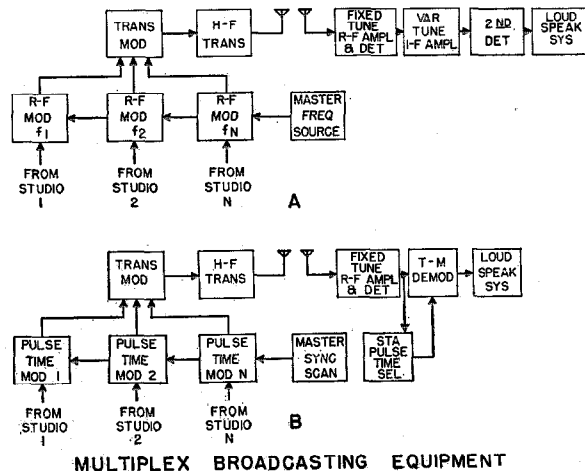 TRANS
MOD
H-F
TRANS
FIXED
TUNE
R-F AMPL
& DET
VAR
TUNE
I-F AMPL
2 ND
DET
LOUD
SPEAK
SYS
R-F
MOD
f1
R-F
MOD
f2
R-F
MOD
fN
MASTER
FREQ
SOURCE
FROM
STUDIO
1
FROM
STUDIO
2
FROM
STUDIO
N
A
TRANS
MOD
H-F
TRANS
FIXED
TUNE
R-F AMPL
& DET
T-M
DEMOD
LOUD
SPEAK
SYS
PULSE
TIME
MOD 1
PULSE
TIME
MOD 2
PULSE
TIME
MOD N
MASTER
SYNC
SCAN
STA
PULSE
TIME
SEL
FROM
STUDIO
1
FROM
STUDIO
2
FROM
STUDIO
N
B
MULTIPLEX BROADCASTING EQUIPMENT